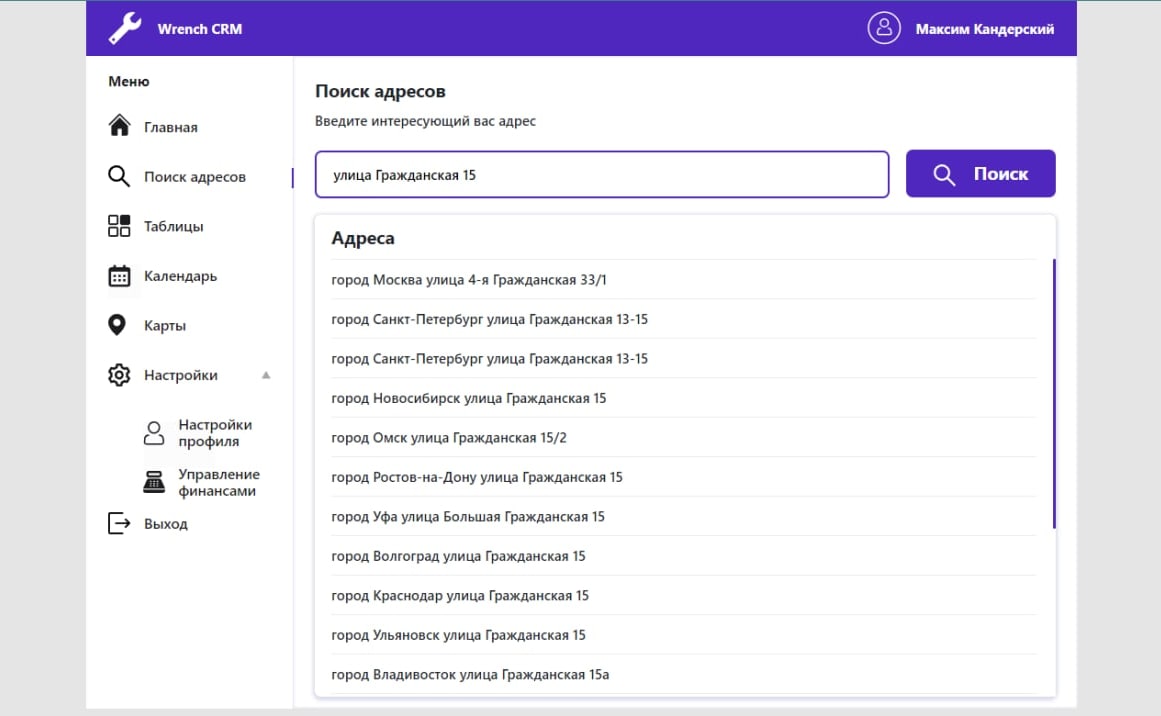 Wrench CRM
Максим Кандерский
Меню
Главная
Поиск адресов
Таблицы
Календарь
Карты
Настройки
Настройки
профиля
Управление
финансами
Выход
Поиск адресов
Введите интересующий вас адрес
улица Гражданская 15
Поиск
Адреса
город Москва улица 4-я Гражданская 33/1
город Санкт-Петербург улица Гражданская 13-15
город Санкт-Петербург улица Гражданская 13-15
город Новосибирск улица Гражданская 15
город Омск улица Гражданская 15/2
город Ростов-на-Дону улица Гражданская 15
город Уфа улица Большая Гражданская 15
город Волгоград улица Гражданская 15
город Краснодар улица Гражданская 15
город Ульяновск улица Гражданская 15
город Владивосток улица Гражданская 15а